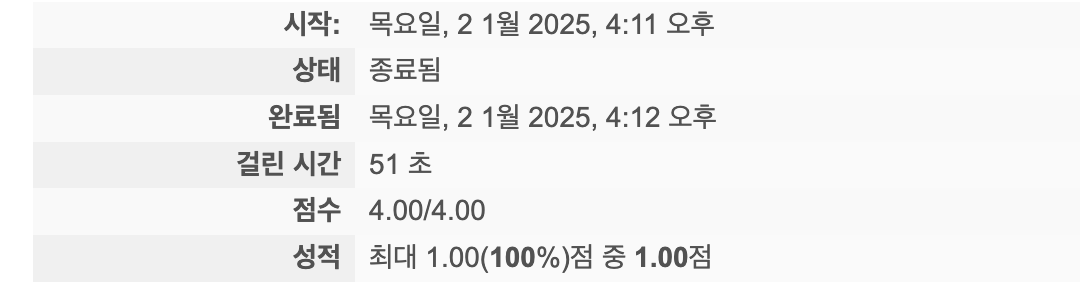 시작: 목요일, 2 1월 2025, 4:11 오후
상태 종료됨
완료됨 목요일, 2 1월 2025, 4:12 오후
걸린 시간 51 초
점수 4.00/4.00
성적 최대 1.00(100%)점 중 1.00점